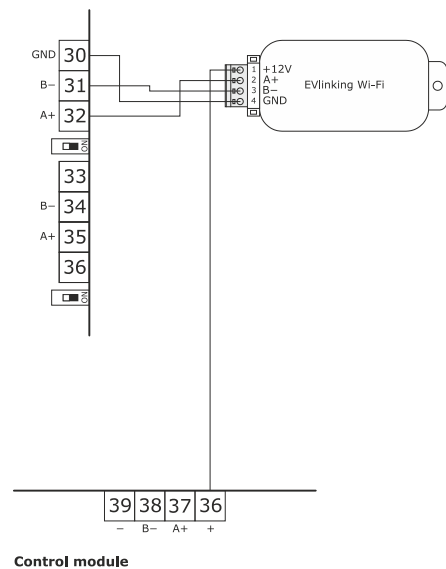 GND 30
B− 31
A+ 32
ON
33
B− 34
A+ 35
36
ON
1 +12V
2 A+
3 B−
4 GND
EVlinking Wi-Fi
39 38 37 36
− B− A+ +
Control module